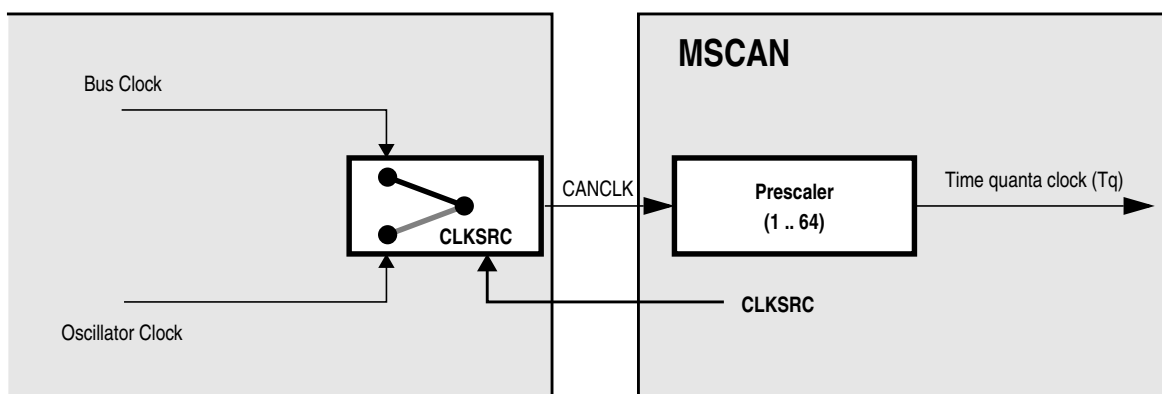 MSCAN
Bus Clock
CANCLK
Prescaler
(1 .. 64)
Time quanta clock (Tq)
CLKSRC
CLKSRC
Oscillator Clock